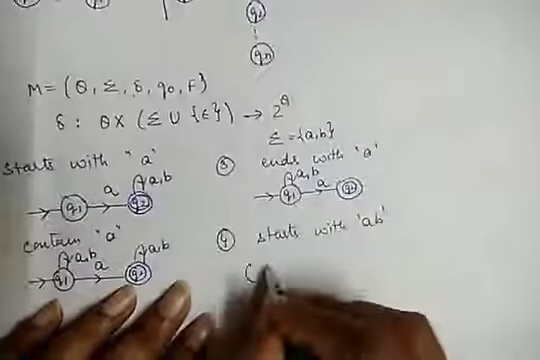 q₂
qₙ
M = (Q, Σ, δ, q₀, F)
δ : Q X (Σ ∪ {ε}) → 2^Q
Σ = {a,b}
starts with "a"
a
a,b
q₁
q₂
③ ends with 'a'
a,b
a
q₁
q₂
contain "a"
a,b
a
a,b
q₁
q₂
④ starts with 'ab'